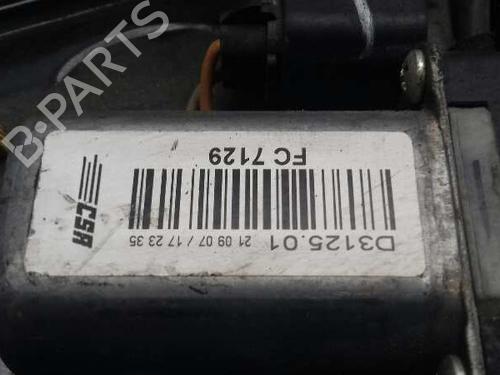 D3125.01
21 09 07 / 17 23 35
FC 7129
CSA
B-PARTS